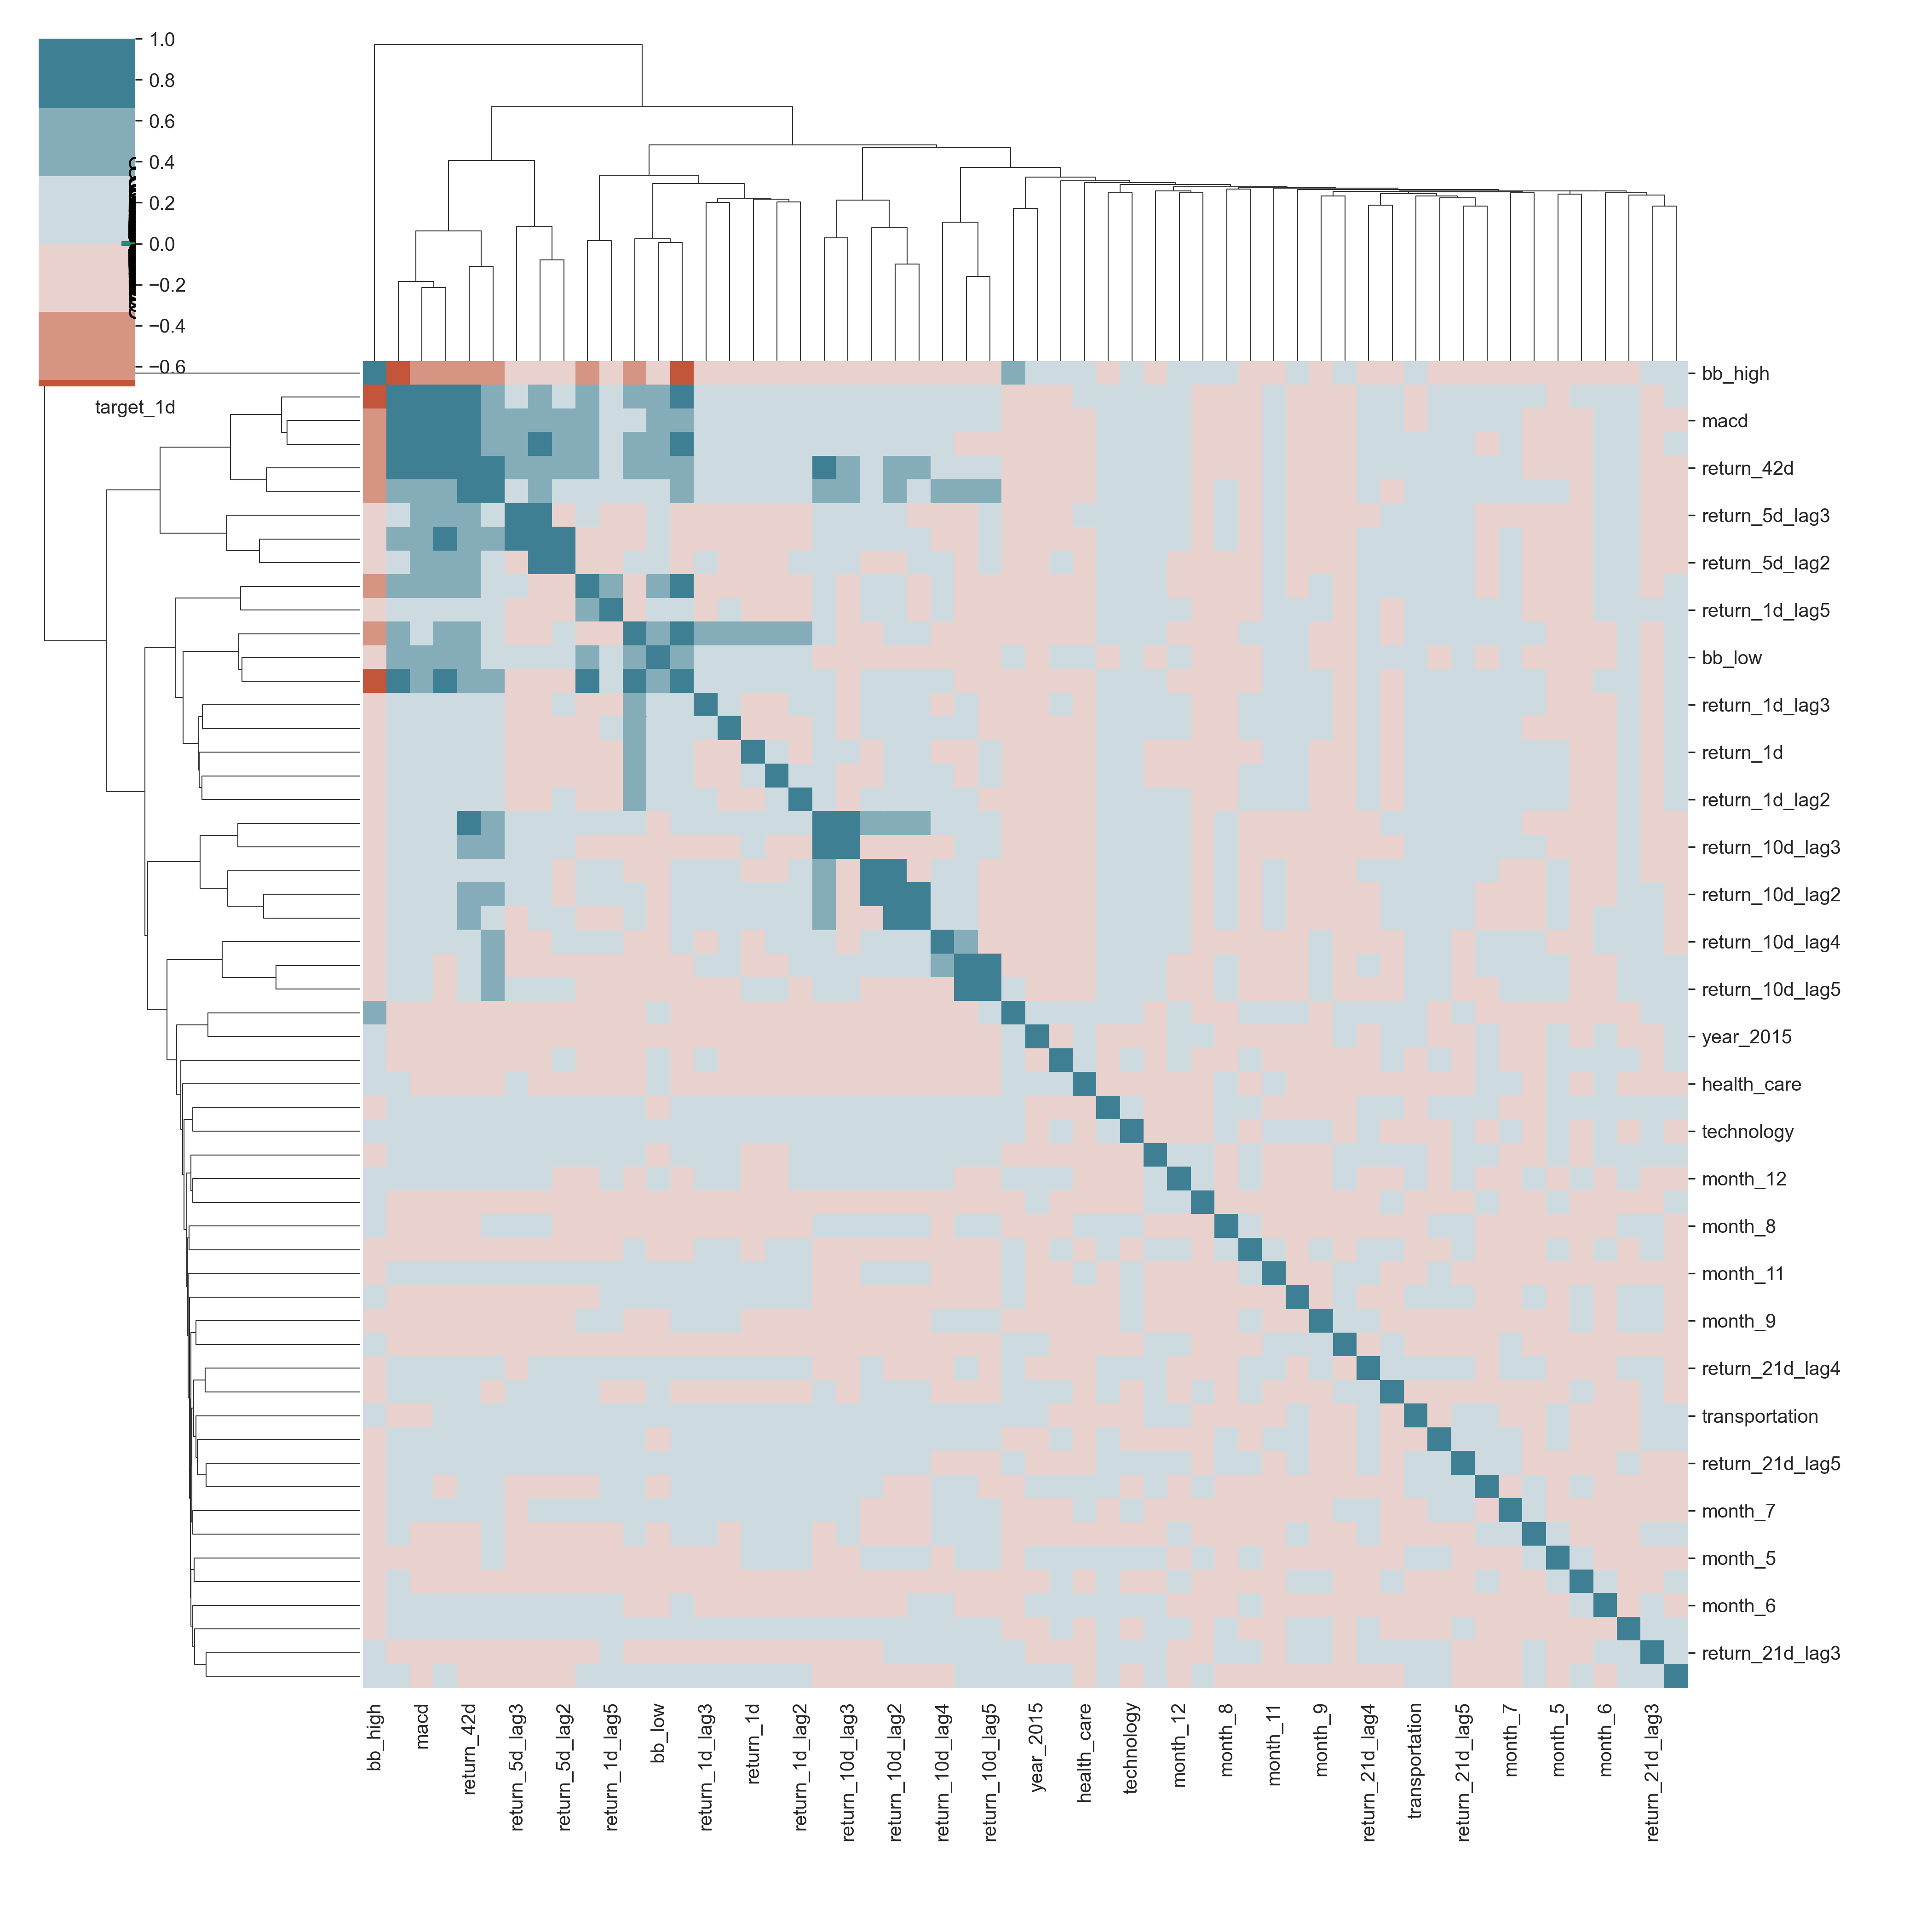 1.0
0.8
0.6
0.4
0.2
0.0
−0.2
−0.4
−0.6
target_1d
bb_high
macd
return_42d
return_5d_lag3
return_5d_lag2
return_1d_lag5
bb_low
return_1d_lag3
return_1d
return_1d_lag2
return_10d_lag3
return_10d_lag2
return_10d_lag4
return_10d_lag5
year_2015
health_care
technology
month_12
month_8
month_11
month_9
return_21d_lag4
transportation
return_21d_lag5
month_7
month_5
month_6
return_21d_lag3
bb_high
macd
return_42d
return_5d_lag3
return_5d_lag2
return_1d_lag5
bb_low
return_1d_lag3
return_1d
return_1d_lag2
return_10d_lag3
return_10d_lag2
return_10d_lag4
return_10d_lag5
year_2015
health_care
technology
month_12
month_8
month_11
month_9
return_21d_lag4
transportation
return_21d_lag5
month_7
month_5
month_6
return_21d_lag3